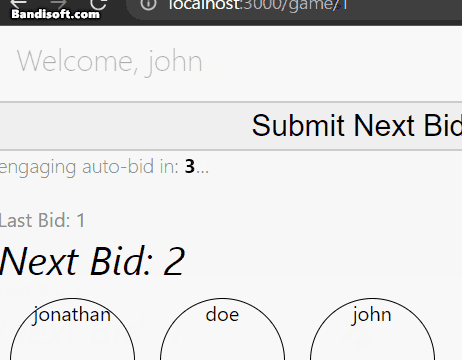 localhost:3000/game/1
Bandisoft.com
Welcome, john
Submit Next Bid
engaging auto-bid in: 3...
Last Bid: 1
Next Bid: 2
jonathan doe john